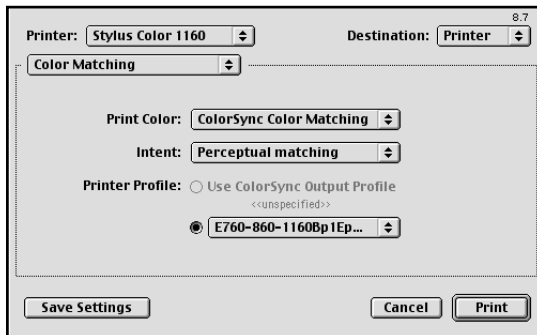 8.7
Printer: Stylus Color 1160 Destination: Printer
Color Matching
Print Color: ColorSync Color Matching
Intent: Perceptual matching
Printer Profile: Use ColorSync Output Profile
<<unspecified>>
E760-860-1160Bp1Ep...
Save Settings Cancel Print